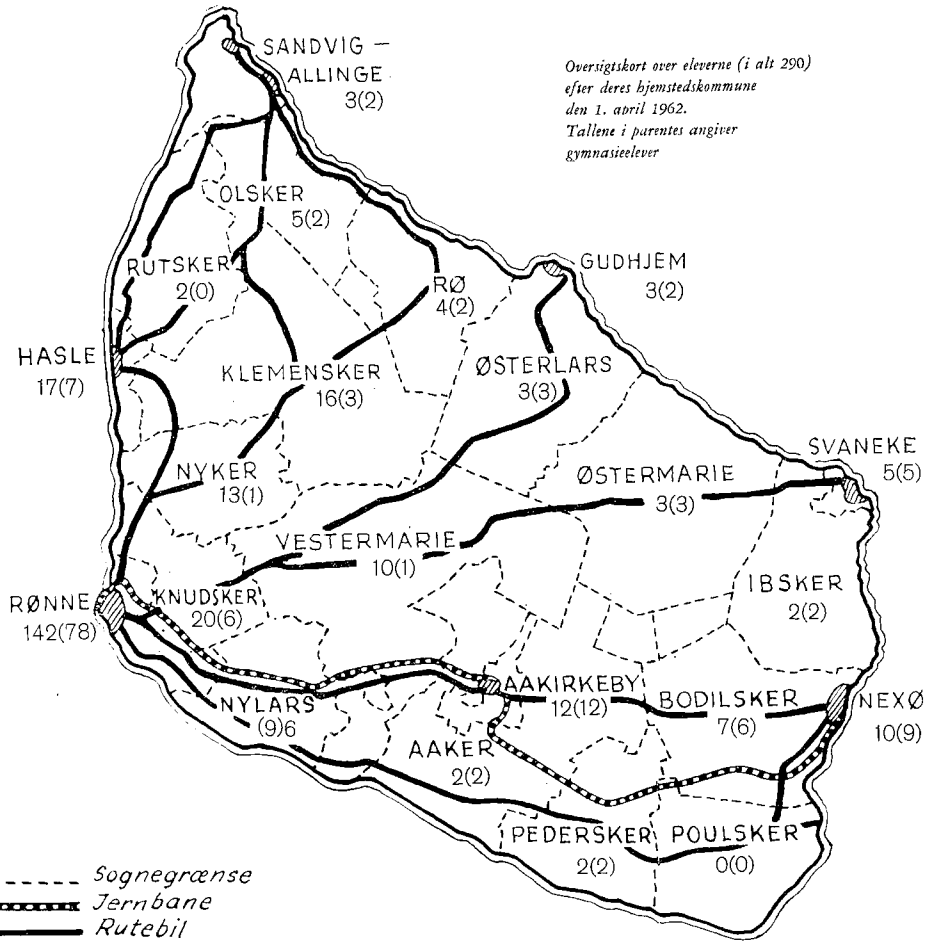 SANDVIG –
ALLINGE
3(2)
Oversigtskort over eleverne (i alt 290)
efter deres hjemstedskommune
den 1. april 1962.
Tallene i parentes angiver
gymnasieelever
OLSKER
5(2)
RUTSKER
2(0)
RØ
4(2)
GUDHJEM
3(2)
HASLE
17(7)
KLEMENSKER
16(3)
ØSTERLARS
3(3)
NYKER
13(1)
ØSTERMARIE
3(3)
SVANEKE
5(5)
VESTERMARIE
10(1)
IBSKER
2(2)
RØNNE
142(78)
KNUDSKER
20(6)
NYLARS
(9)6
AAKIRKEBY
12(12)
BODILSKER
7(6)
NEXØ
10(9)
AAKER
2(2)
PEDERSKER
2(2)
POULSKER
0(0)
Sognegrænse
Jernbane
Rutebil